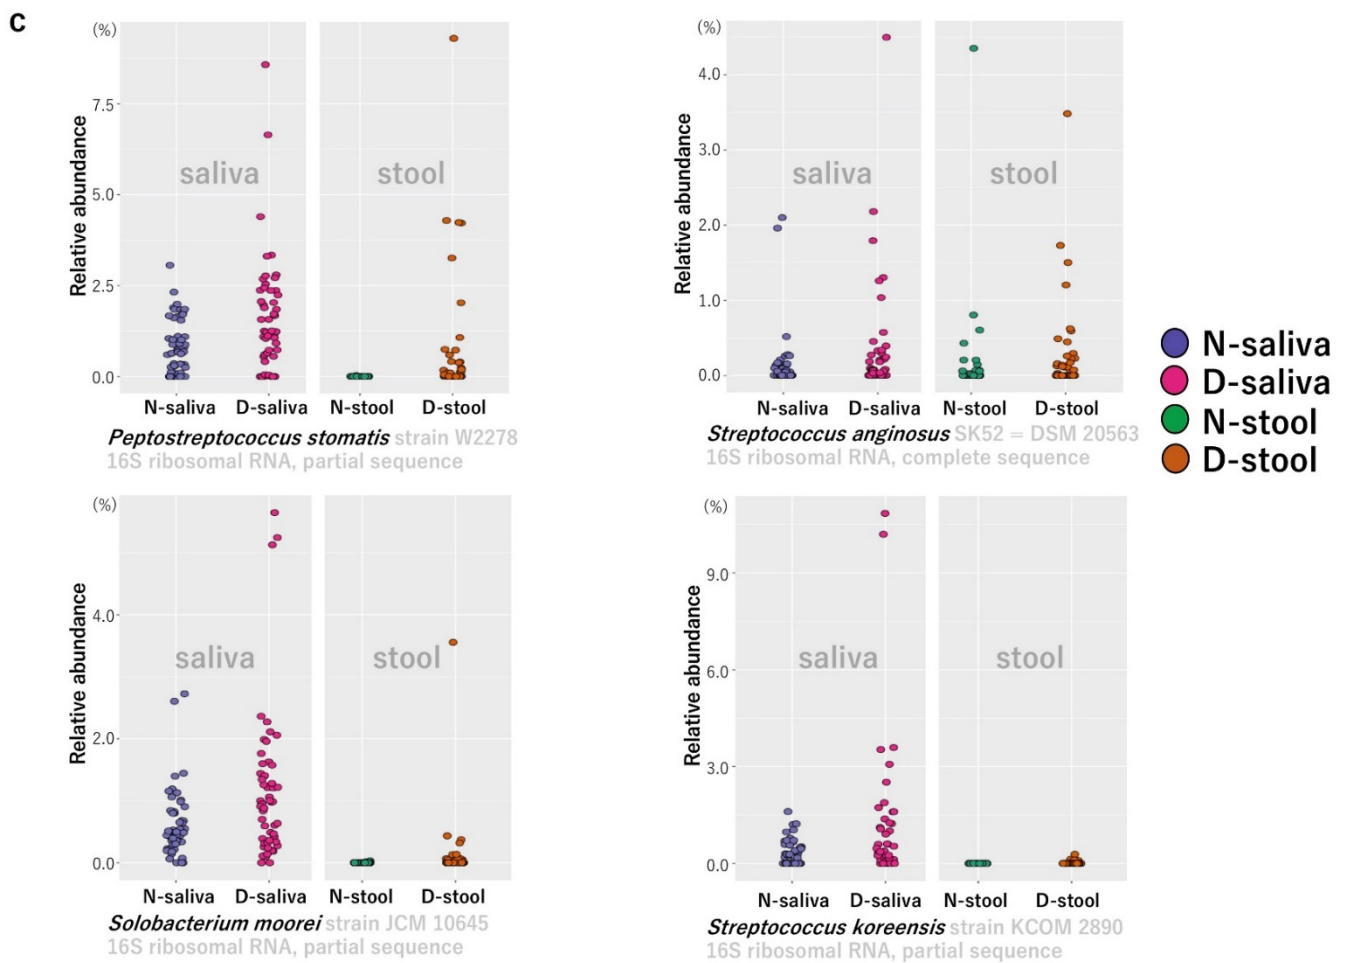 c
(%)
7.5
5.0
2.5
0.0
Relative abundance
saliva
stool
N-saliva D-saliva N-stool D-stool
Peptostreptococcus stomatis strain W2278
16S ribosomal RNA, partial sequence
(%)
4.0
3.0
2.0
1.0
0.0
Relative abundance
saliva
stool
N-saliva D-saliva N-stool D-stool
Streptococcus anginosus SK52 = DSM 20563
16S ribosomal RNA, complete sequence
N-saliva
D-saliva
N-stool
D-stool
(%)
4.0
2.0
0.0
Relative abundance
saliva
stool
N-saliva D-saliva N-stool D-stool
Solobacterium moorei strain JCM 10645
16S ribosomal RNA, partial sequence
(%)
9.0
6.0
3.0
0.0
Relative abundance
saliva
stool
N-saliva D-saliva N-stool D-stool
Streptococcus koreensis strain KCOM 2890
16S ribosomal RNA, partial sequence